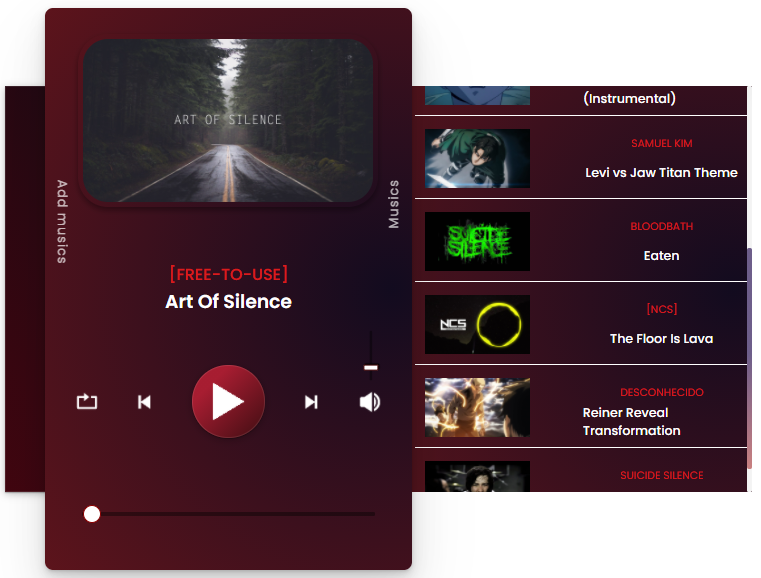 ART OF SILENCE
Add musics
Musics
[FREE-TO-USE]
Art Of Silence
(Instrumental)
SAMUEL KIM
Levi vs Jaw Titan Theme
SUICIDE
SILENCE
BLOODBATH
Eaten
NCS
[NCS]
The Floor Is Lava
DESCONHECIDO
Reiner Reveal
Transformation
SUICIDE SILENCE